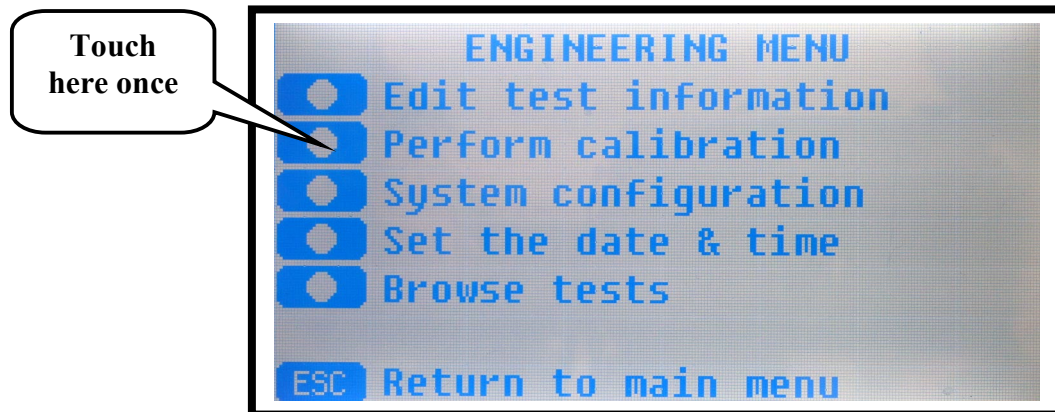 Touch
here once
ENGINEERING MENU
Edit test information
Perform calibration
System configuration
Set the date & time
Browse tests
ESC Return to main menu